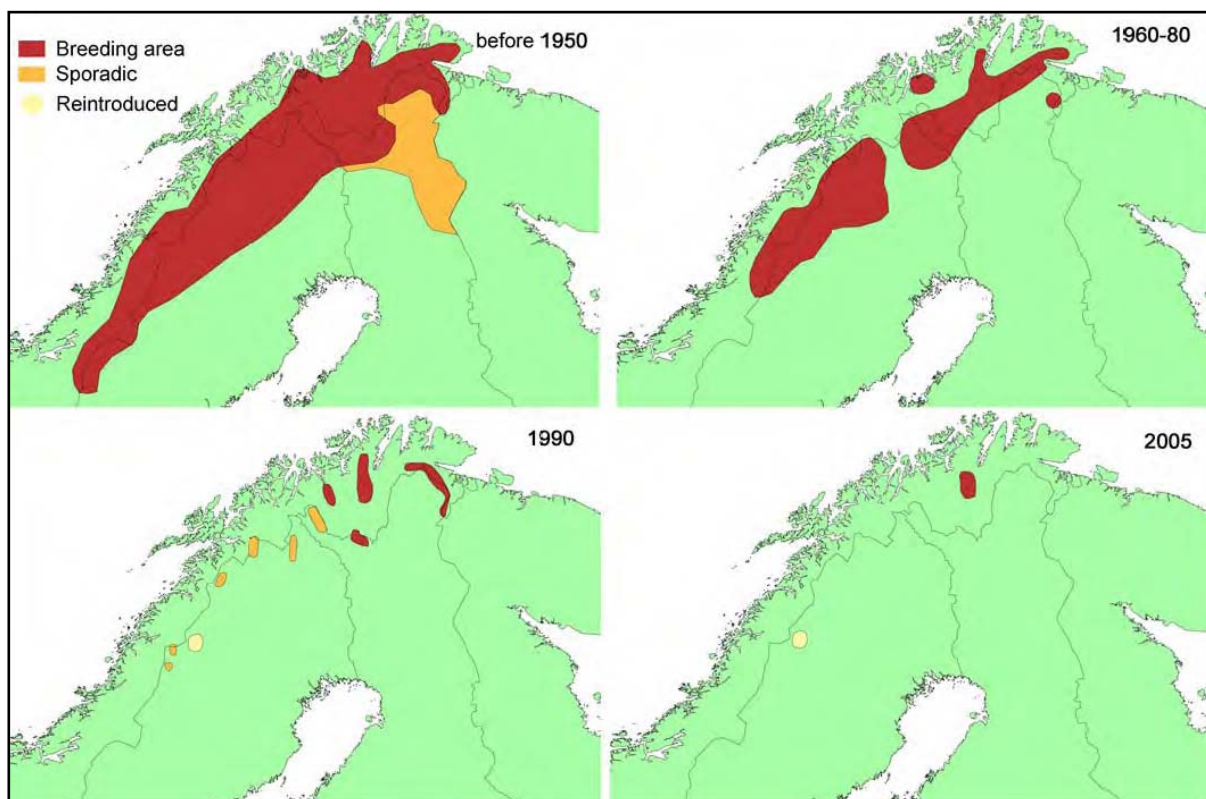 Breeding area
Sporadic
Reintroduced
before 1950
1960-80
1990
2005